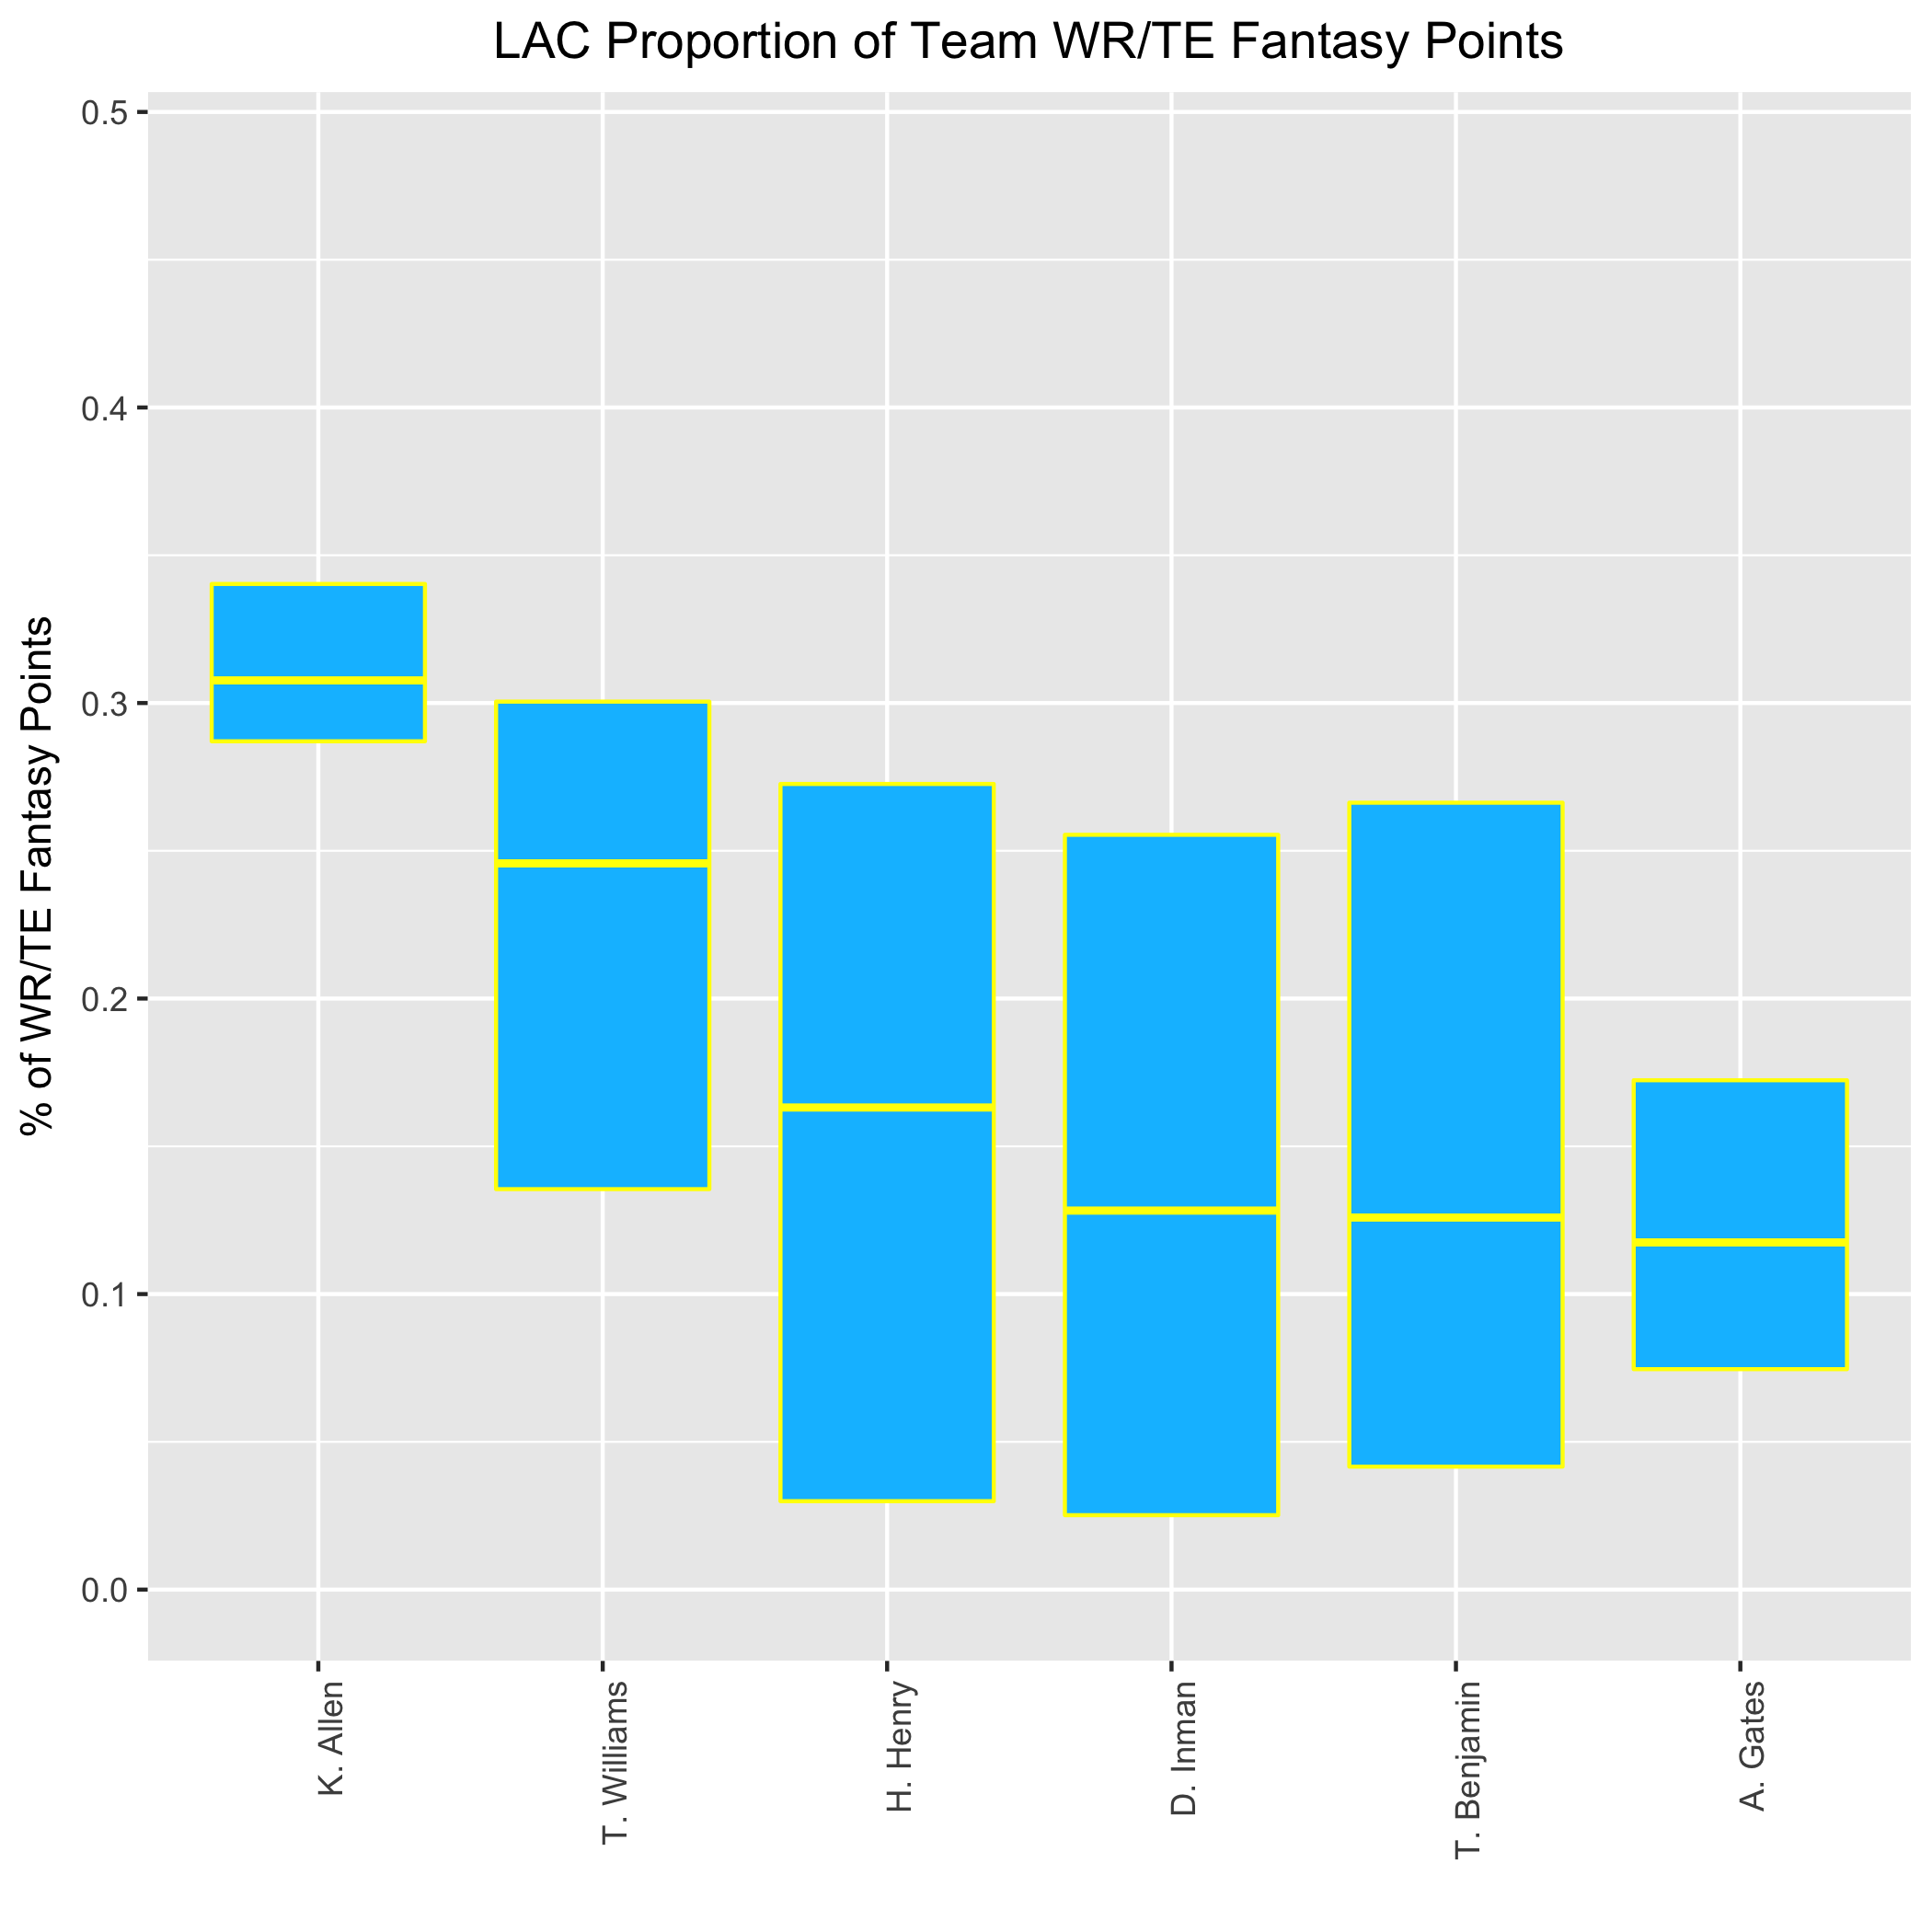 LAC Proportion of Team WR/TE Fantasy Points
% of WR/TE Fantasy Points
0.5
0.4
0.3
0.2
0.1
0.0
K. Allen
T. Williams
H. Henry
D. Inman
T. Benjamin
A. Gates